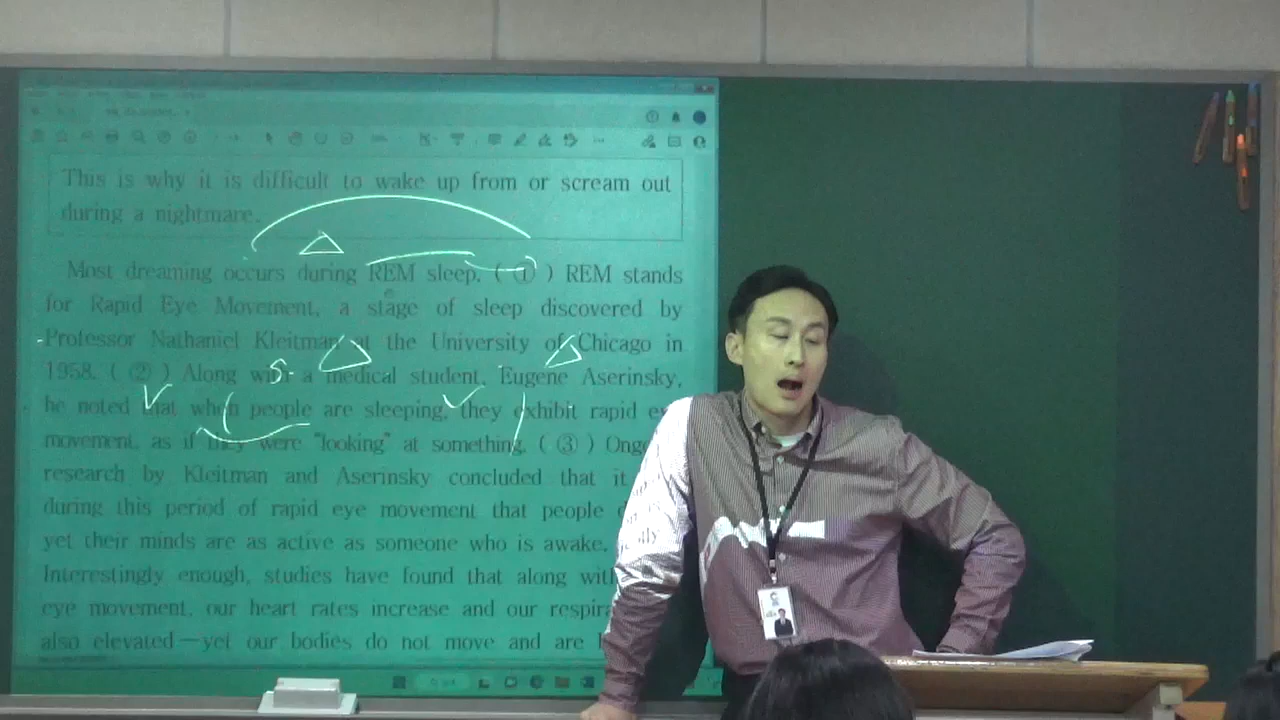 This is why it is difficult to wake up from or scream out
during a nightmare.
Most dreaming occurs during REM sleep. ( ① ) REM stands
for Rapid Eye Movement, a stage of sleep discovered by
Professor Nathaniel Kleitman at the University of Chicago in
1958. ( ② ) Along with a medical student, Eugene Aserinsky,
he noted that when people are sleeping, they exhibit rapid
movement, as if they were "looking" at something. ( ③ )
research by Kleitman and Aserinsky concluded that it
during this period of rapid eye movement that people
yet their minds are as active as someone who is awake.
Interestingly enough, studies have found that along with
eye movement, our heart rates increase and our
also elevated—yet our bodies do not move and are